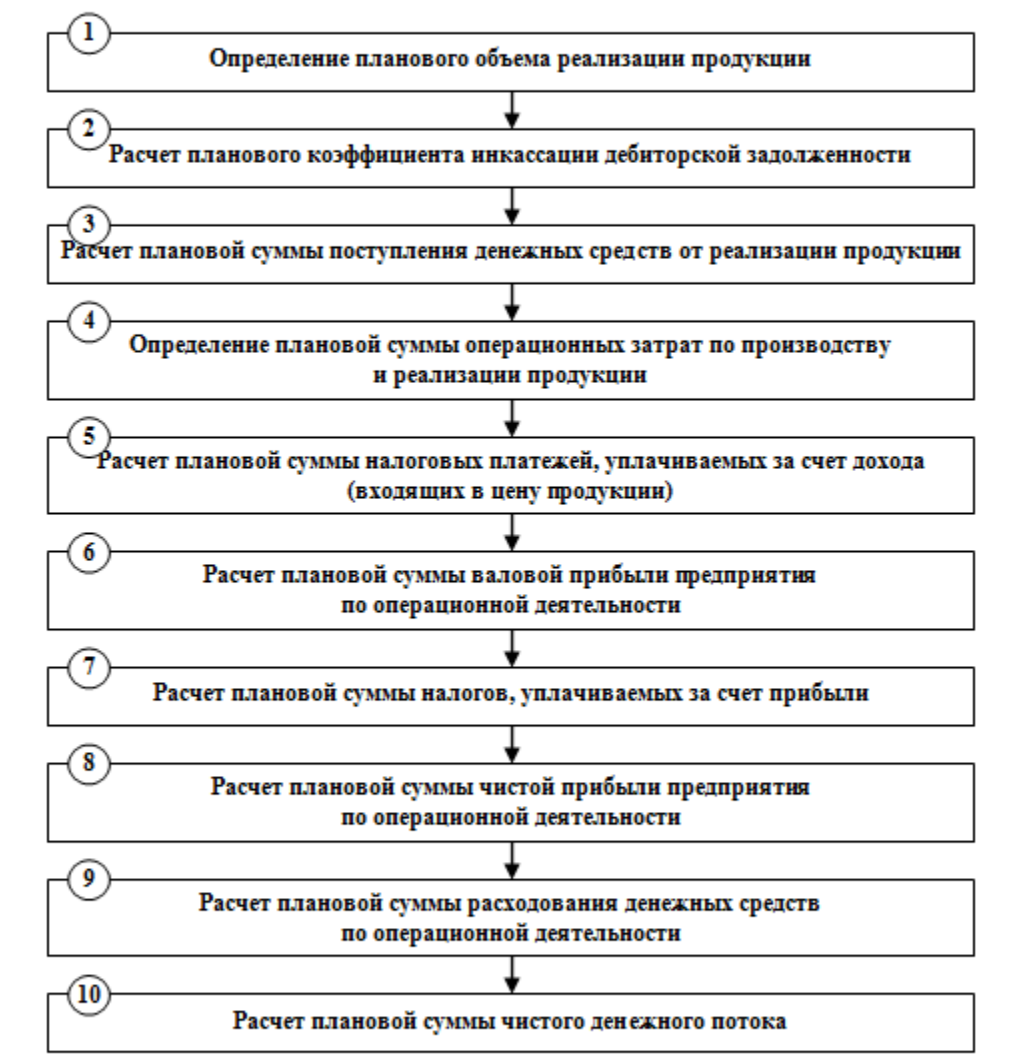 1
Определение планового объема реализации продукции
2
Расчет планового коэффициента инкассации дебиторской задолженности
3
Расчет плановой суммы поступления денежных средств от реализации продукции
4
Определение плановой суммы операционных затрат по производству
и реализации продукции
5
Расчет плановой суммы налоговых платежей, уплачиваемых за счет дохода
(входящих в цену продукции)
6
Расчет плановой суммы валовой прибыли предприятия
по операционной деятельности
7
Расчет плановой суммы налогов, уплачиваемых за счет прибыли
8
Расчет плановой суммы чистой прибыли предприятия
по операционной деятельности
9
Расчет плановой суммы расходования денежных средств
по операционной деятельности
10
Расчет плановой суммы чистого денежного потока